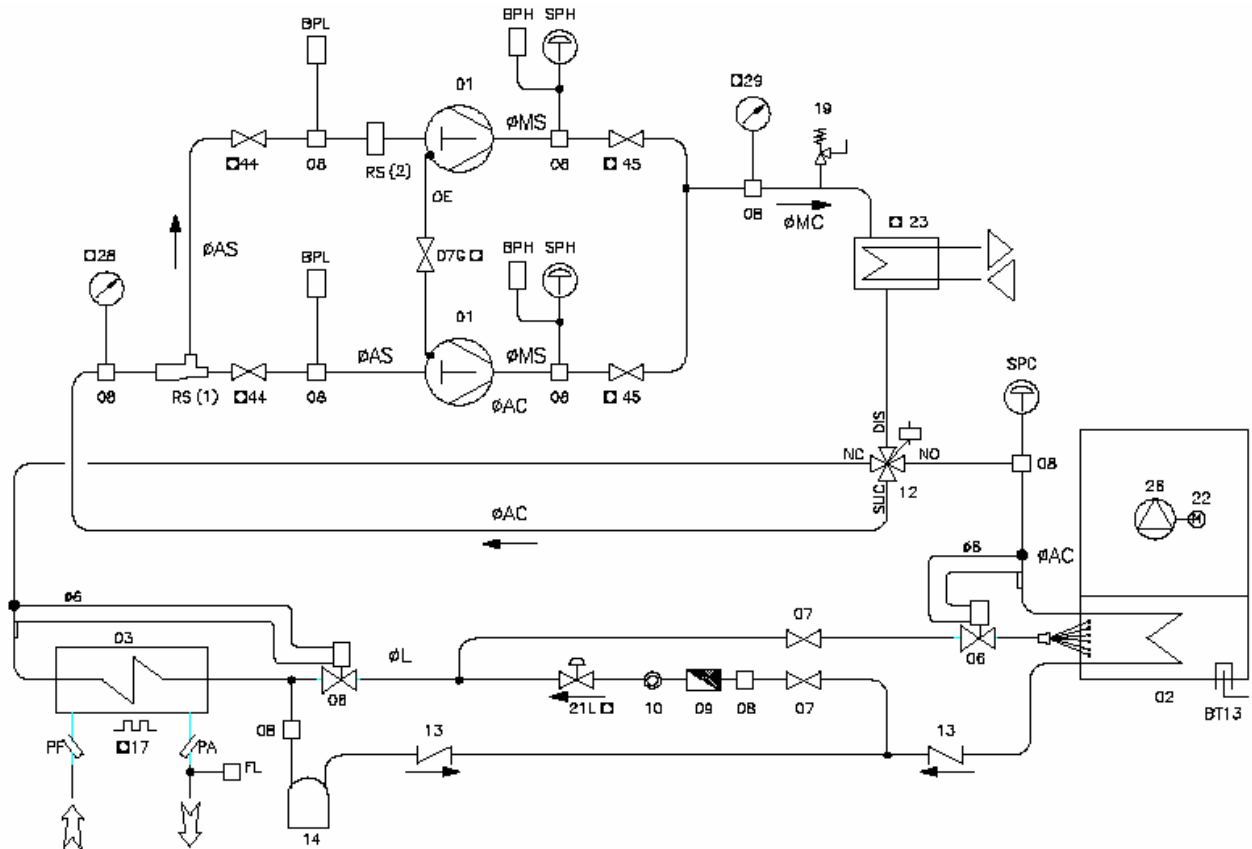 BPL
BPH SPH
01
◘29
19
ØMS
◘44
08
RS (2)
08
◘ 45
OE
08
ØMC
◘ 23
ØAS
◘28
BPL
D7G ◘
BPH SPH
01
ØAS
ØMS
08
RS (1)
◘44
08
ØAC
08
◘ 45
SPC
DIS
NC
NO
08
12
SUC
28
22
M
ØAC
ø6
ø6
ØAC
03
ØL
07
06
08
21L ◘
10
09
08
07
02
BT13
PF
◘17
PA
08
13
13
FL
14